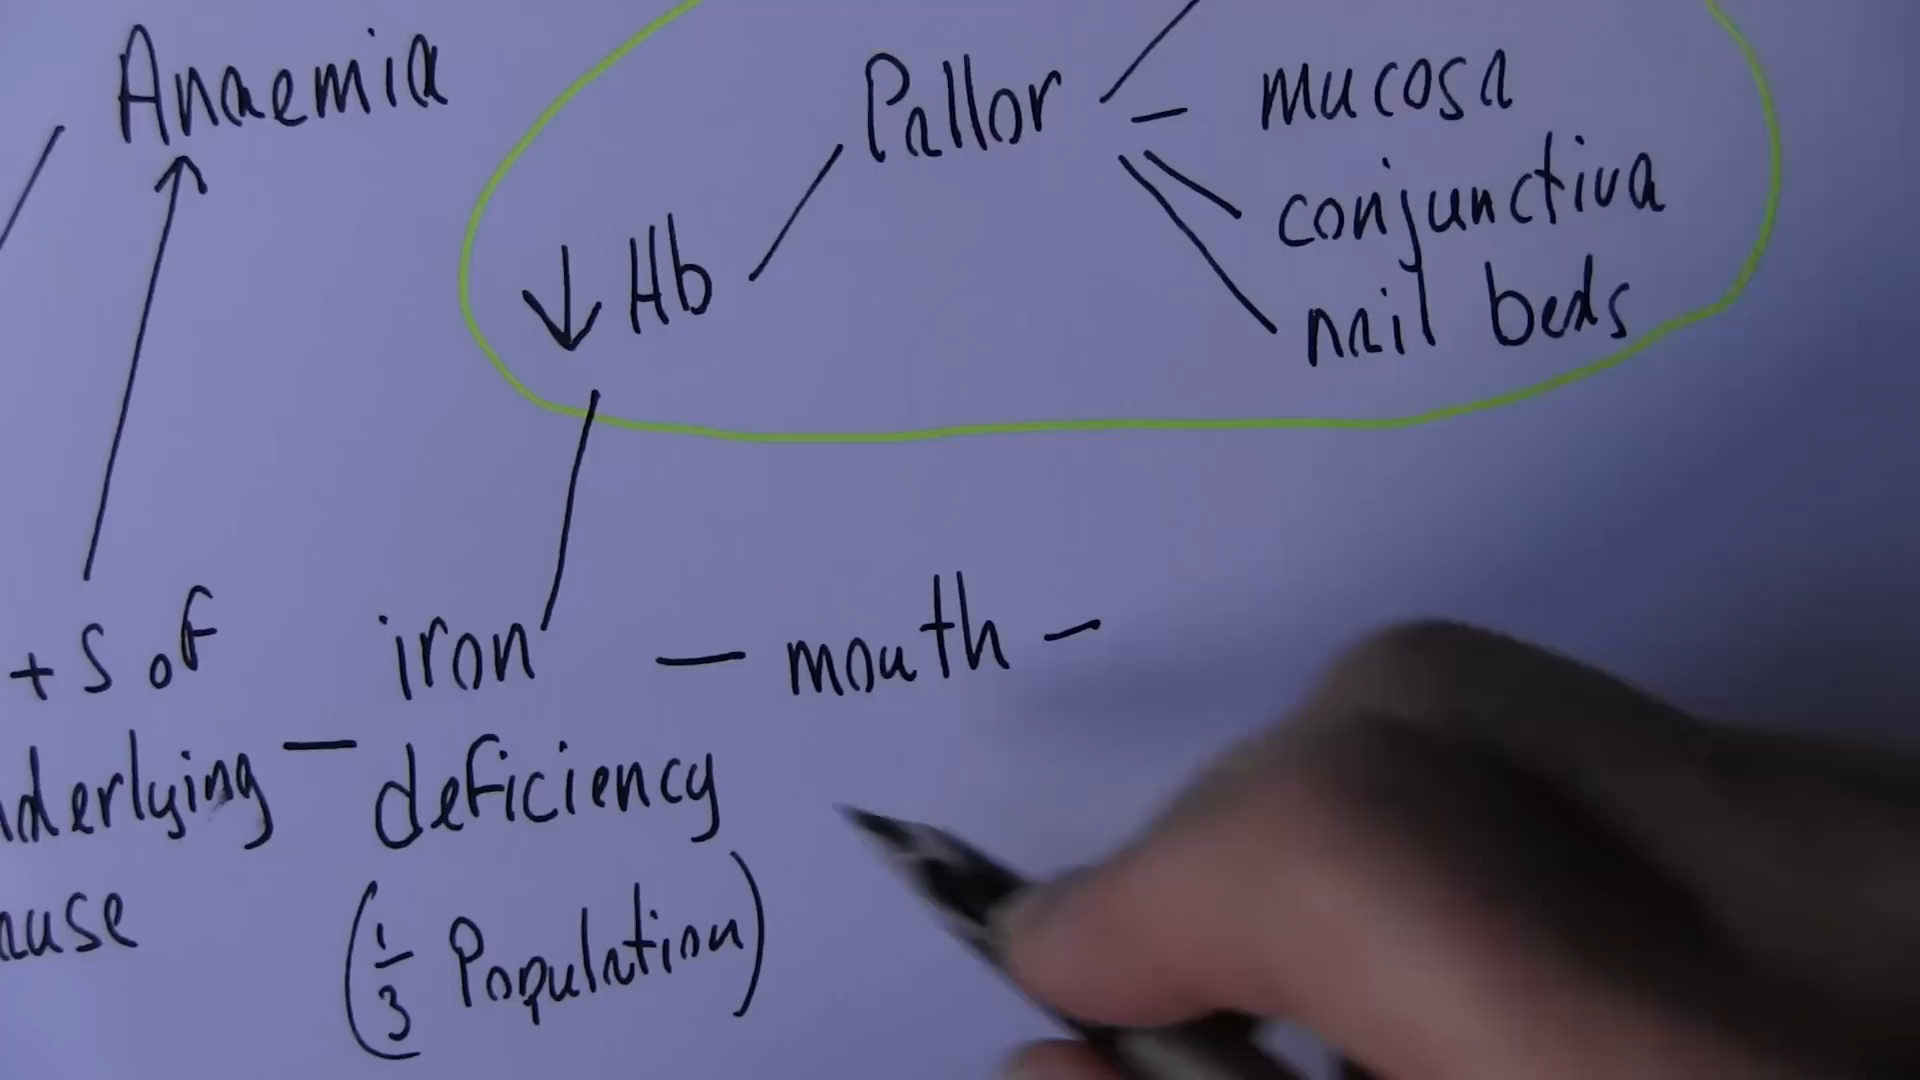 Anaemia
Pallor
— mucosa
conjunctiva
nail beds
↓ Hb
+ S of
iron — mouth —
derlying — deficiency
ause
(1/3 Population)